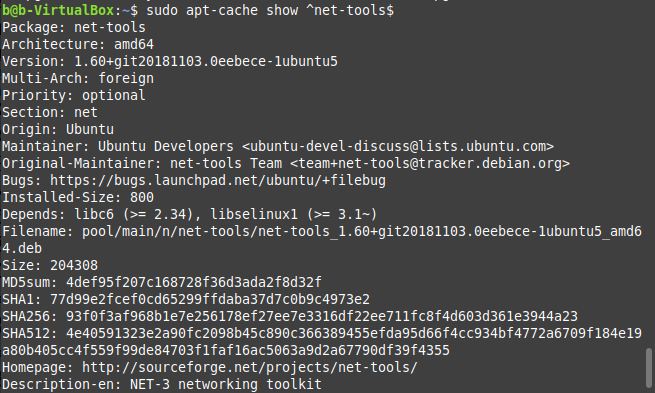 b@b-VirtualBox:~$ sudo apt-cache show ^net-tools$
Package: net-tools
Architecture: amd64
Version: 1.60+git20181103.0eebece-1ubuntu5
Multi-Arch: foreign
Priority: optional
Section: net
Origin: Ubuntu
Maintainer: Ubuntu Developers <ubuntu-devel-discuss@lists.ubuntu.com>
Original-Maintainer: net-tools Team <team+net-tools@tracker.debian.org>
Bugs: https://bugs.launchpad.net/ubuntu/+filebug
Installed-Size: 800
Depends: libc6 (>= 2.34), libselinux1 (>= 3.1~)
Filename: pool/main/n/net-tools/net-tools_1.60+git20181103.0eebece-1ubuntu5_amd6
4.deb
Size: 204308
MD5sum: 4def95f207c168728f36d3ada2f8d32f
SHA1: 77d99e2fcef0cd65299ffdaba37d7c0b9c4973e2
SHA256: 93f0f3af968b1e7e256178ef27ee7e3316df22ee711fc8f4d603d361e3944a23
SHA512: 4e40591323e2a90fc2098b45c890c366389455efda95d66f4cc934bf4772a6709f184e19
a80b405cc4f559f99de84703f1faf16ac5063a9d2a67790df39f4355
Homepage: http://sourceforge.net/projects/net-tools/
Description-en: NET-3 networking toolkit